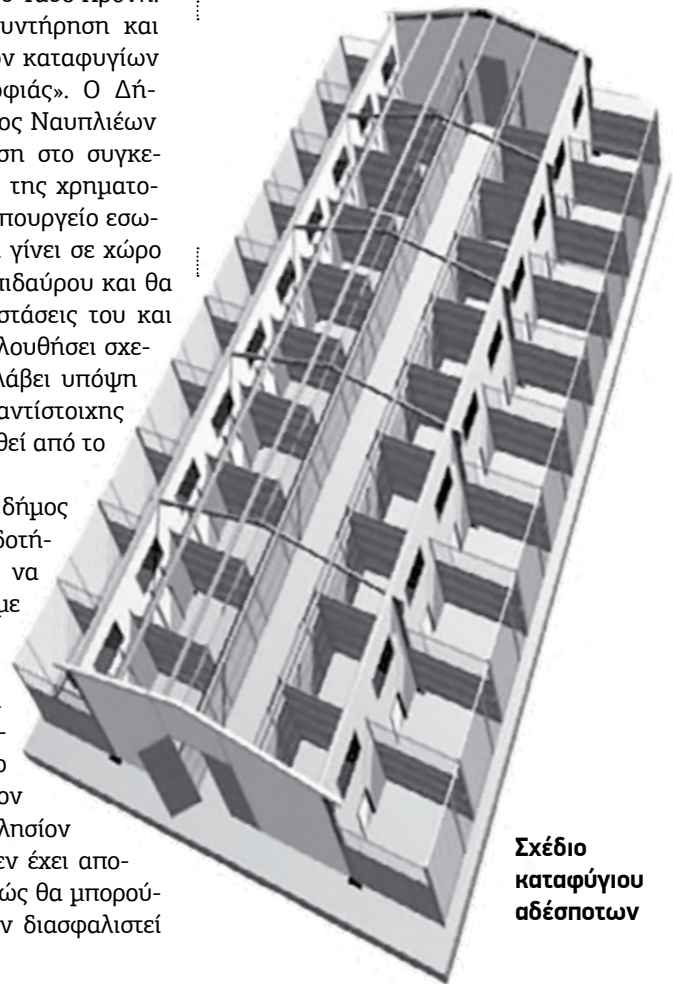 υντήρηση και
ν καταφυγίων
φιάς». Ο Δή-
ος Ναυπλιέων
ση στο συγκε-
της χρηματο-
πουργείο εσω-
γίνει σε χώρο
πιδαύρου και θα
στάσεις του και
λουθήσει σχε-
λάβει υπόψη
αντίστοιχης
θεί από το
δήμος
δοτή-
να
με
ον
λησίον
εν έχει απο-
ώς θα μπορού-
ν διασφαλιστεί
Σχέδιο
καταφύγιου
αδέσποτων